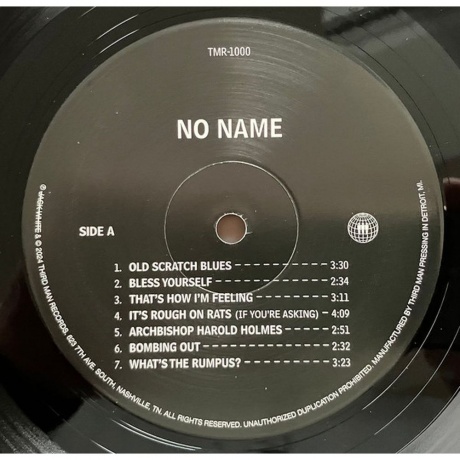 TMR-1000
NO NAME
SIDE A
1. OLD SCRATCH BLUES 3:30
2. BLESS YOURSELF 2:34
3. THAT'S HOW I'M FEELING 3:11
4. IT'S ROUGH ON RATS (IF YOU'RE ASKING) 4:09
5. ARCHBISHOP HAROLD HOLMES 2:51
6. BOMBING OUT 2:32
7. WHAT'S THE RUMPUS? 3:23
℗ JACK WHITE & © 2024 THIRD MAN RECORDS. 623 7TH AVE. SOUTH, NASHVILLE, TN. ALL RIGHTS RESERVED. UNAUTHORIZED DUPLICATION PROHIBITED. MANUFACTURED BY THIRD MAN PRESSING IN DETROIT, MI.